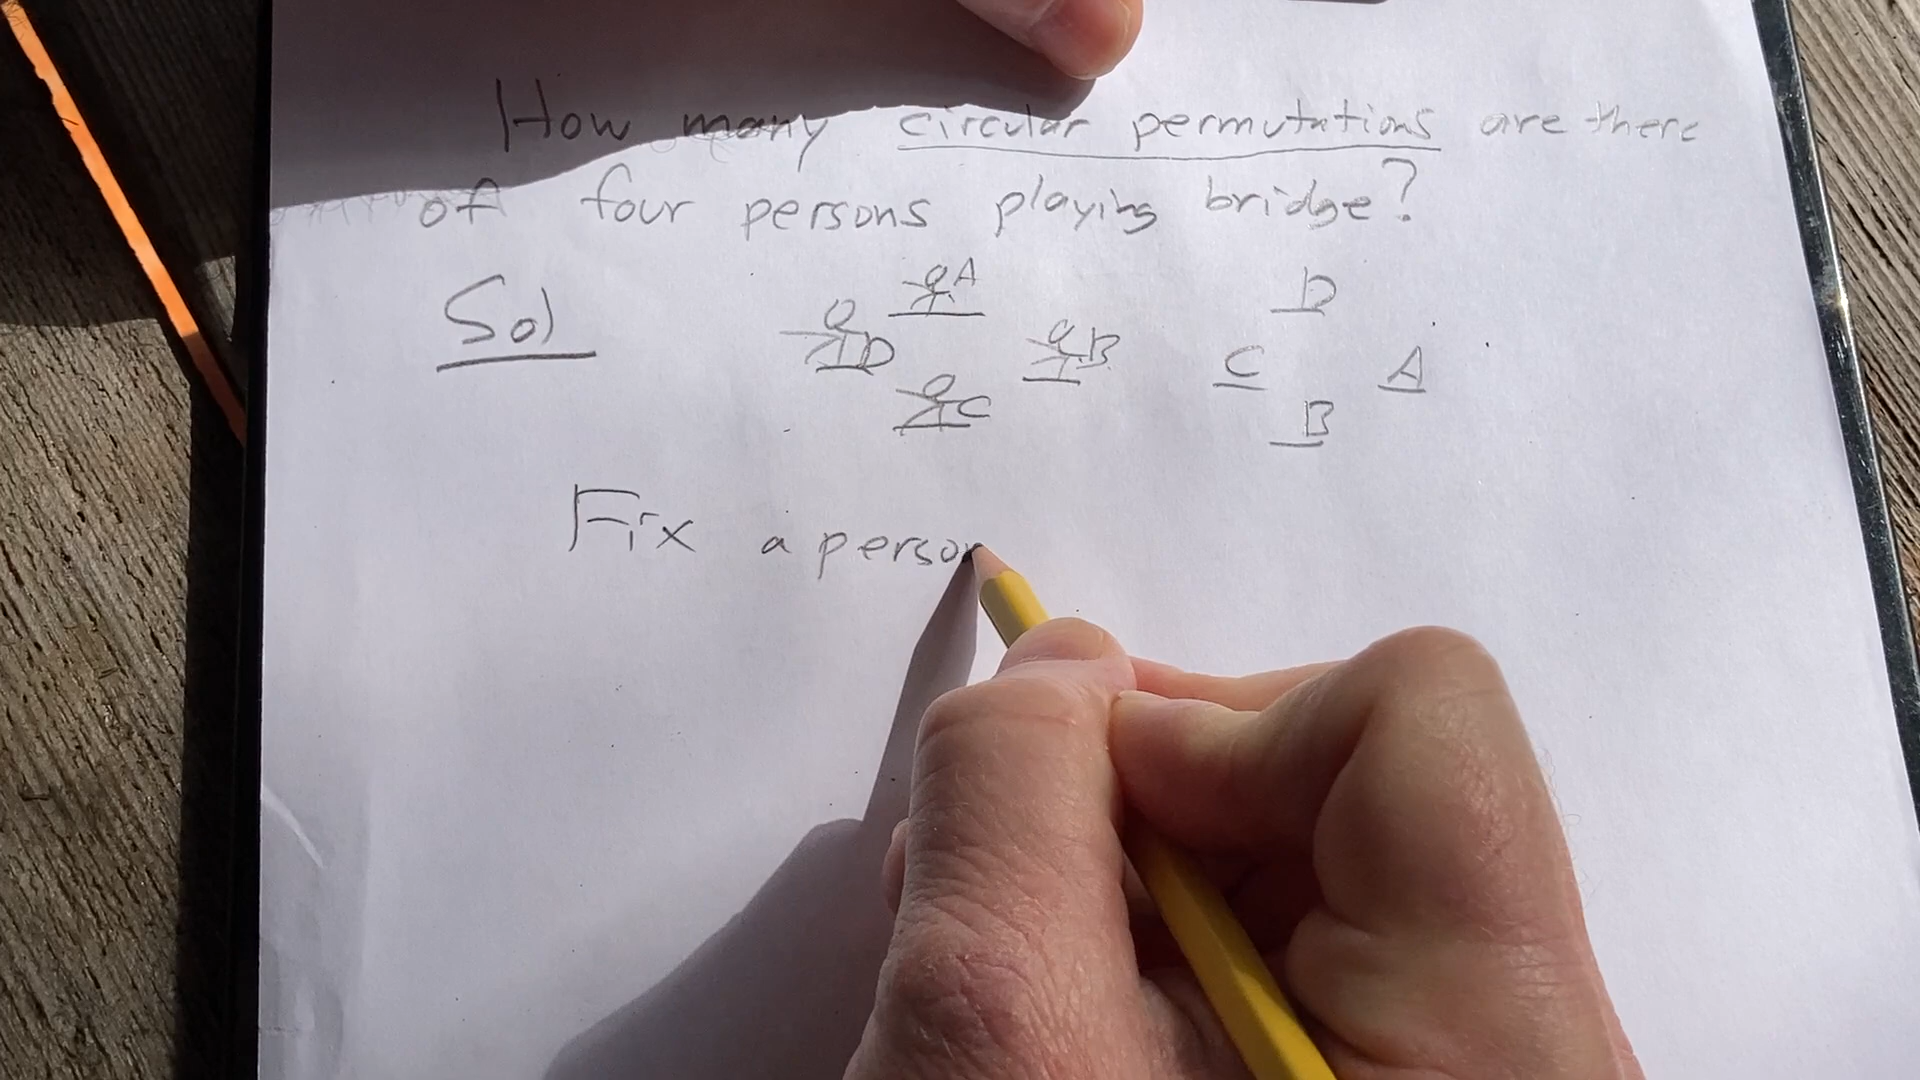 How many circular permutations are there
of four persons playing bridge?
Sol
A
D B
C
D
C A
B
Fix a person